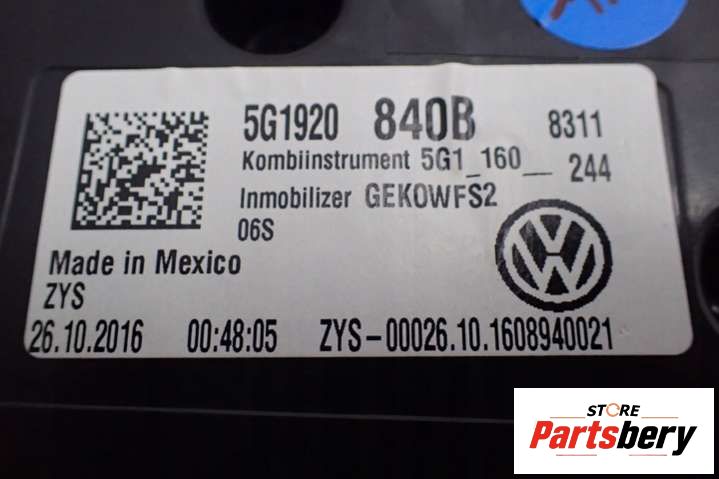 5G1920 840B 8311
Kombiinstrument 5G1_160__ 244
Inmobilizer GEKOWFS2
06S
Made in Mexico
ZYS
26.10.2016 00:48:05 ZYS-00026.10.1608940021
STORE
Partsbery